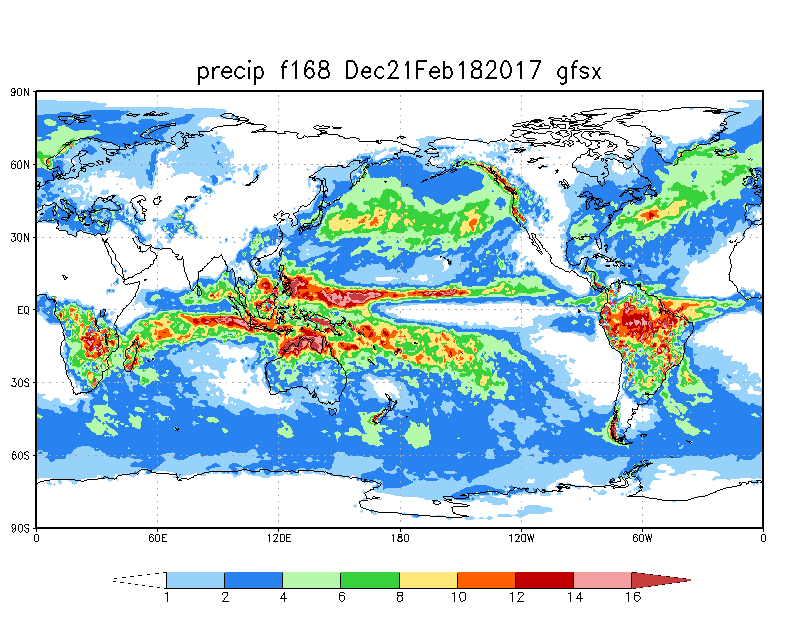 precip f168 Dec21Feb182017 gfsx
90N
60N
30N
EQ
30S
60S
90S
0 60E 120E 180 120W 60W 0
1 2 4 6 8 10 12 14 16